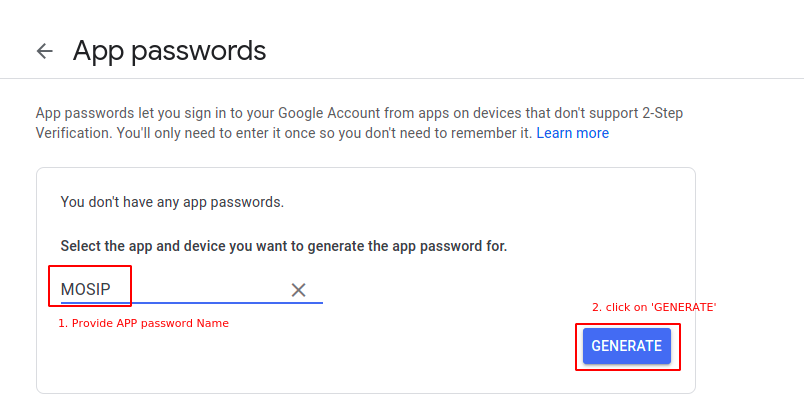 App passwords
App passwords let you sign in to your Google Account from apps on devices that don't support 2-Step
Verification. You'll only need to enter it once so you don't need to remember it. Learn more
You don't have any app passwords.
Select the app and device you want to generate the app password for.
MOSIP
1. Provide APP password Name
2. click on 'GENERATE'
GENERATE